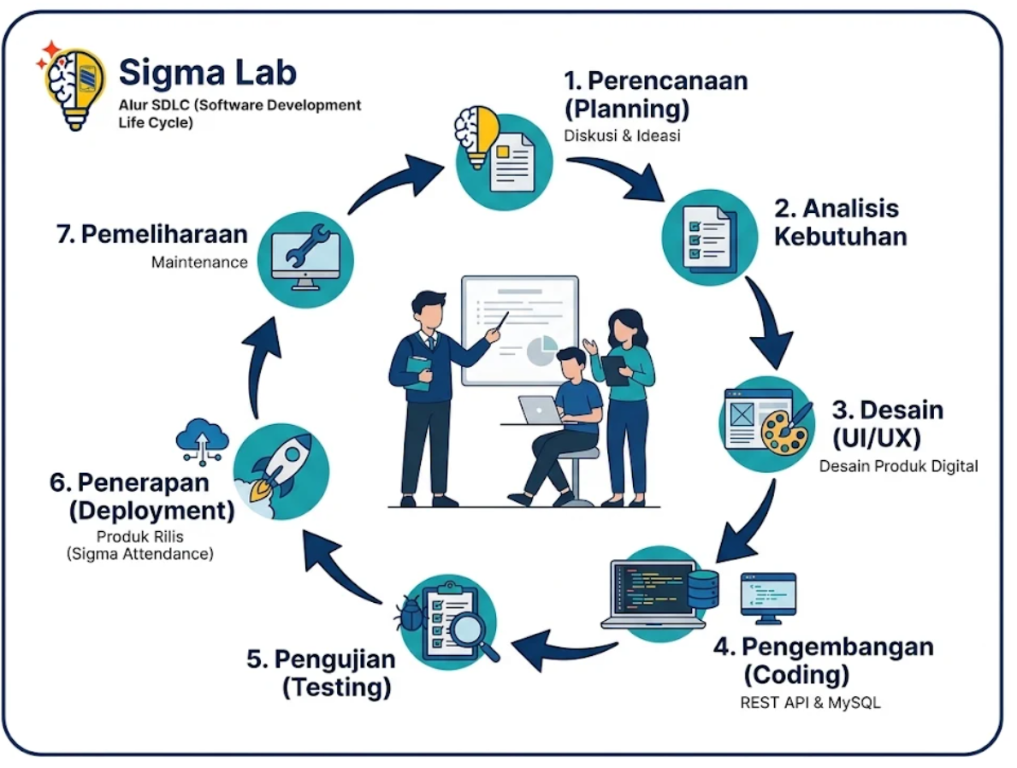 Sigma Lab
Alur SDLC (Software Development
Life Cycle)
1. Perencanaan
(Planning)
Diskusi & Ideasi
2. Analisis
Kebutuhan
3. Desain
(UI/UX)
Desain Produk Digital
4. Pengembangan
(Coding)
REST API & MySQL
5. Pengujian
(Testing)
6. Penerapan
(Deployment)
Produk Rilis
(Sigma Attendance)
7. Pemeliharaan
Maintenance